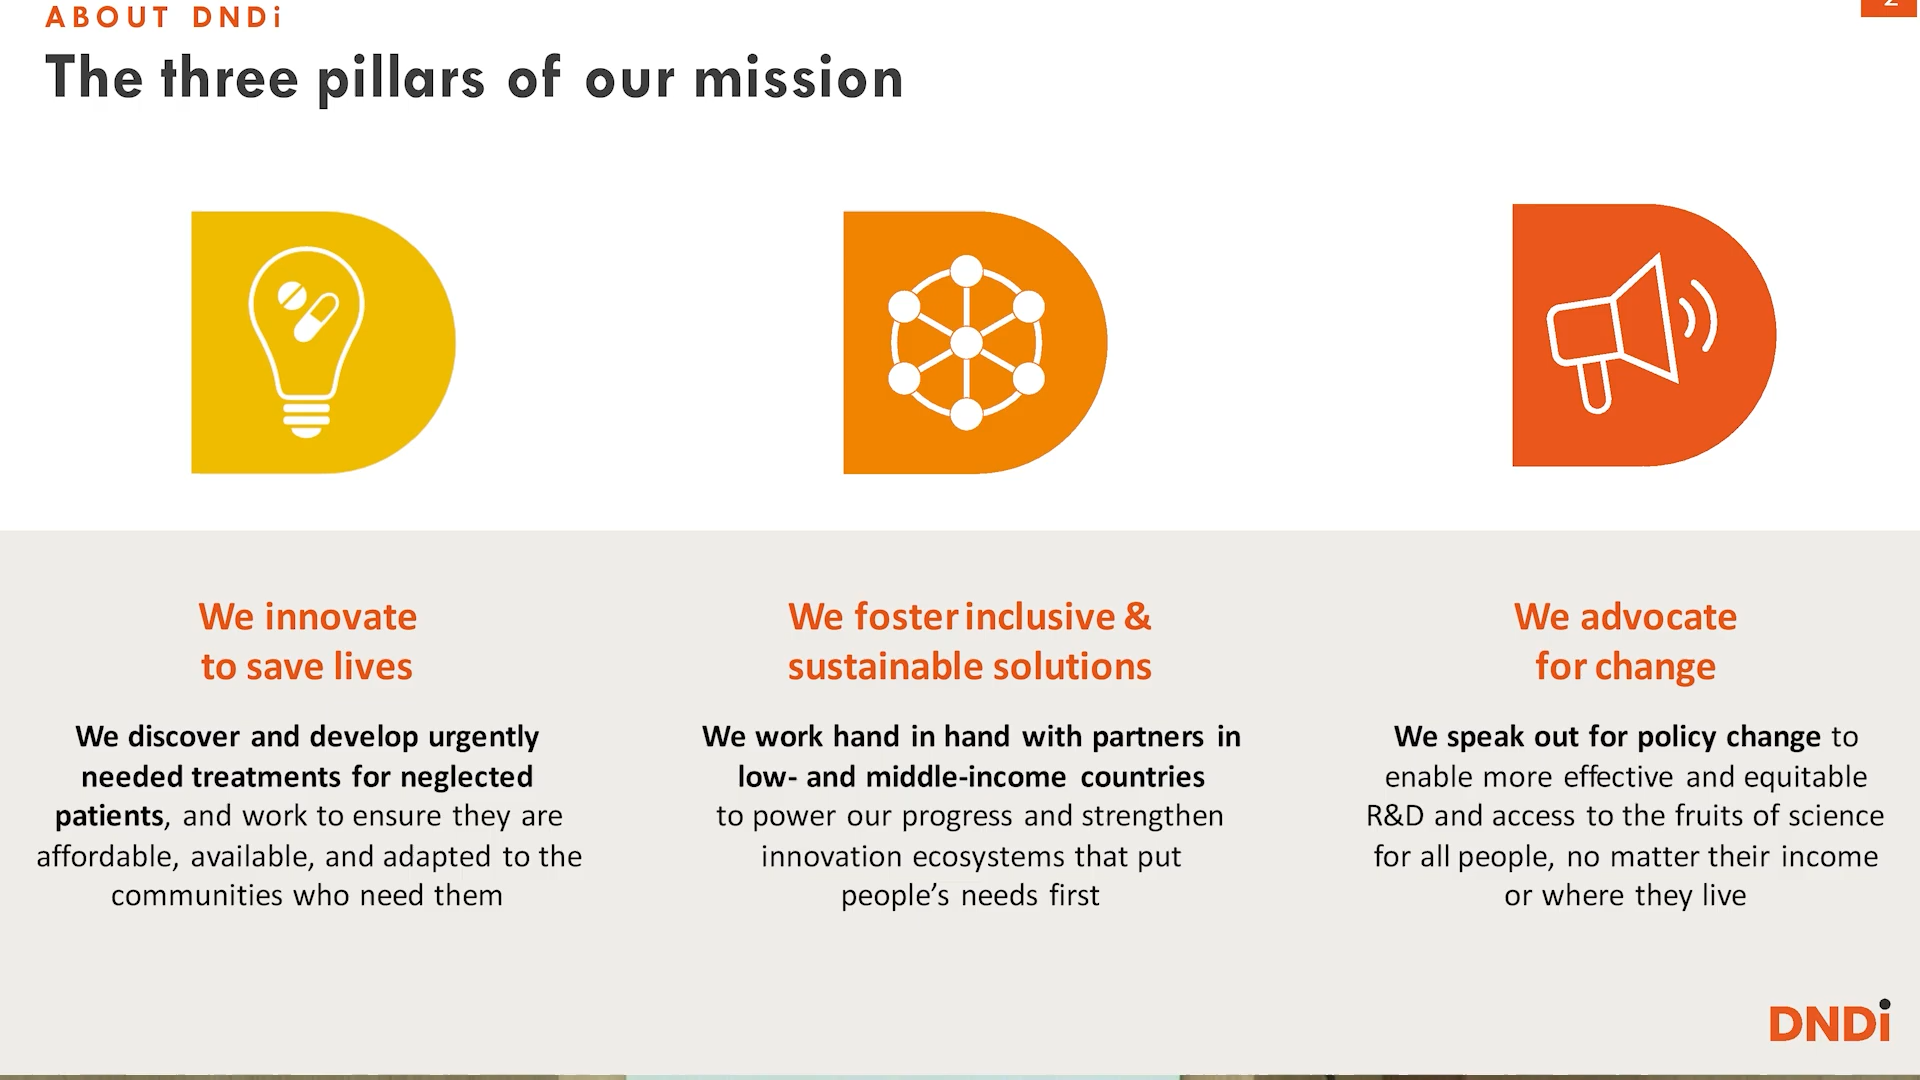 ABOUT DNDi
2
The three pillars of our mission
We innovate
to save lives
We discover and develop urgently
needed treatments for neglected
patients, and work to ensure they are
affordable, available, and adapted to the
communities who need them
We foster inclusive &
sustainable solutions
We work hand in hand with partners in
low- and middle-income countries
to power our progress and strengthen
innovation ecosystems that put
people’s needs first
We advocate
for change
We speak out for policy change to
enable more effective and equitable
R&D and access to the fruits of science
for all people, no matter their income
or where they live
DNDi